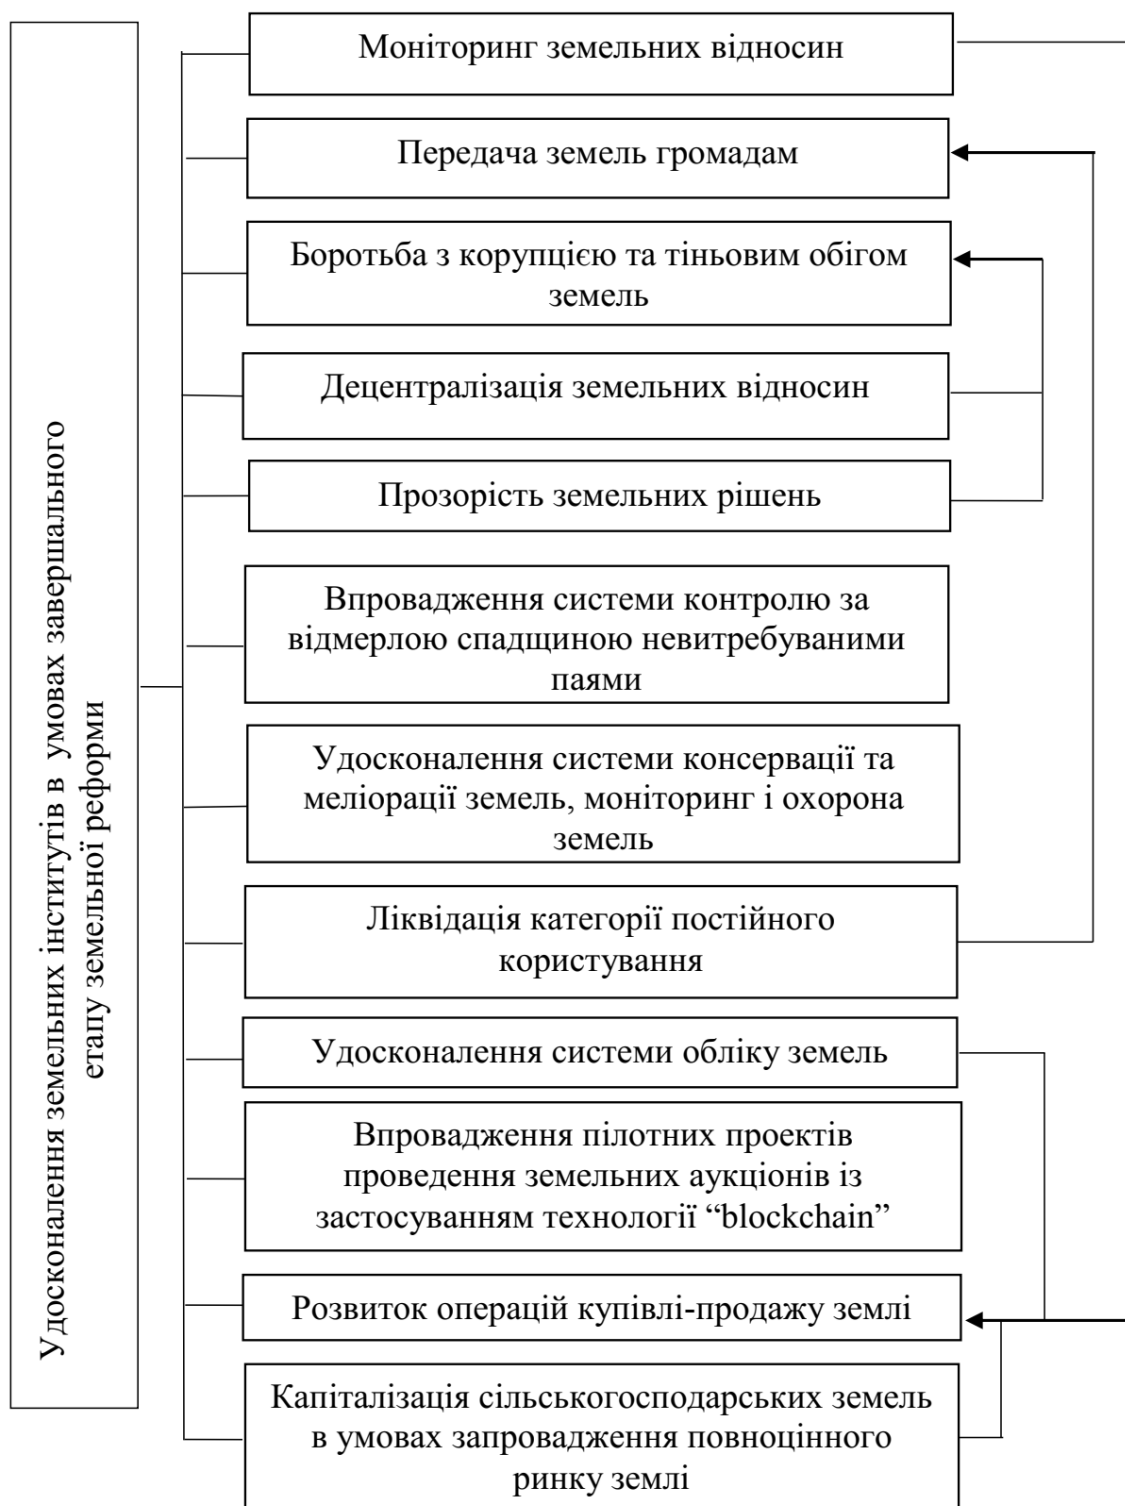 Удосконалення земельних інститутів в умовах завершального
етапу земельної реформи
Моніторинг земельних відносин
Передача земель громадам
Боротьба з корупцією та тіньовим обігом
земель
Децентралізація земельних відносин
Прозорість земельних рішень
Впровадження системи контролю за
відмерлою спадщиною невитребуваними
паями
Удосконалення системи консервації та
меліорації земель, моніторинг і охорона
земель
Ліквідація категорії постійного
користування
Удосконалення системи обліку земель
Впровадження пілотних проектів
проведення земельних аукціонів із
застосуванням технології “blockchain”
Розвиток операцій купівлі-продажу землі
Капіталізація сільськогосподарських земель
в умовах запровадження повноцінного
ринку землі